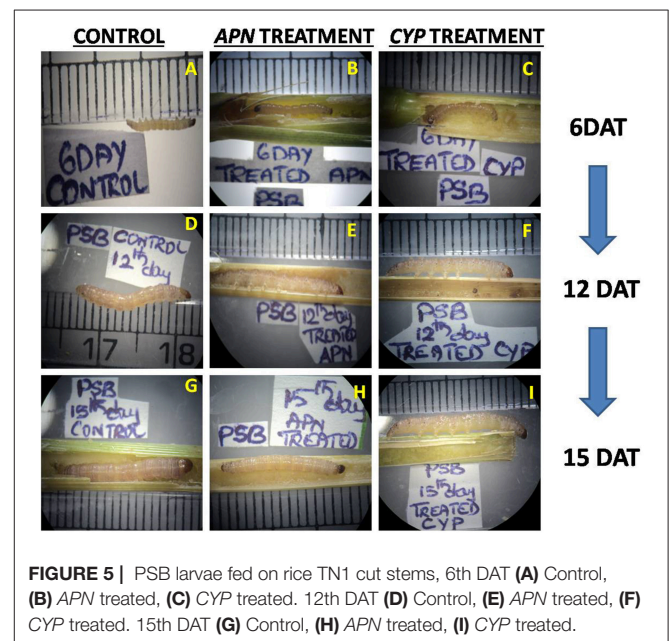 CONTROL
APN TREATMENT
CYP TREATMENT
A
6DAY
CONTROL
B
6DAY
TREATED APN
PSB
C
6DAY
TREATED CYP
PSB
6DAT
D
PSB CONTROL
12th day
17 18
E
PSB 12th day
TREATED
APN
F
PSB
12th day
TREATED CYP
12 DAT
G
PSB
15th day
CONTROL
H
PSB 15th
APN
TREATED
I
PSB
15th day
TREATED
CYP
15 DAT
FIGURE 5 | PSB larvae fed on rice TN1 cut stems, 6th DAT (A) Control,
(B) APN treated, (C) CYP treated. 12th DAT (D) Control, (E) APN treated, (F)
CYP treated. 15th DAT (G) Control, (H) APN treated, (I) CYP treated.